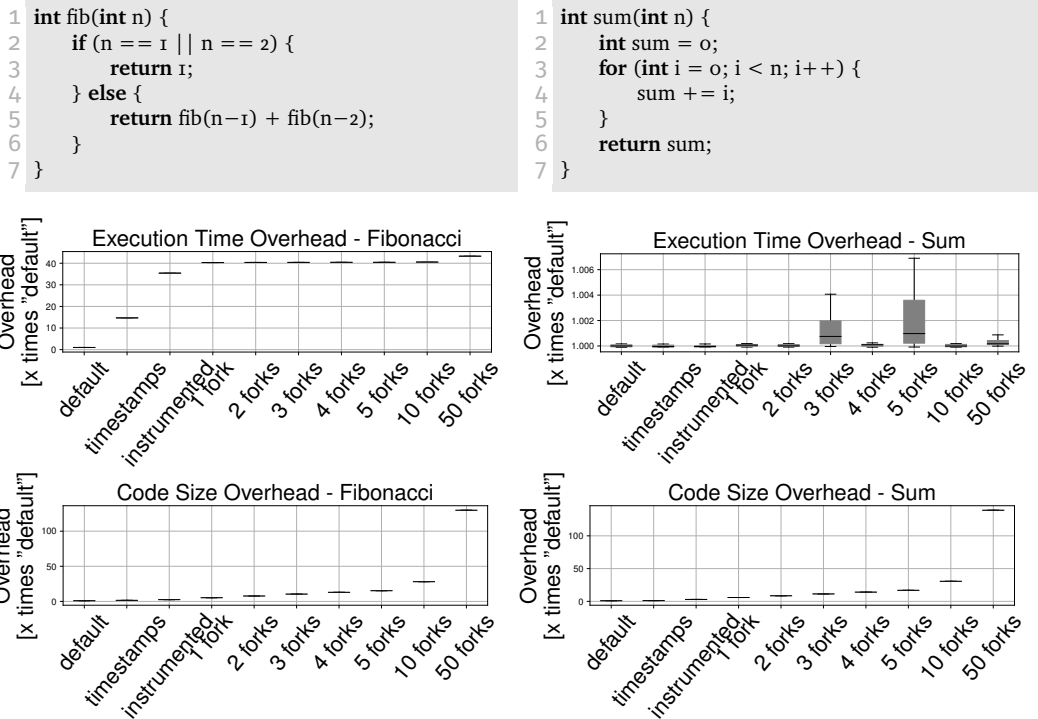 1 int fib(int n) {
2 if (n == 1 || n == 2) {
3 return 1;
4 } else {
5 return fib(n−1) + fib(n−2);
6 }
7 }
1 int sum(int n) {
2 int sum = 0;
3 for (int i = 0; i < n; i++) {
4 sum += i;
5 }
6 return sum;
7 }
Execution Time Overhead - Fibonacci
Overhead
[x times "default"]
40
30
20
10
0
default
timestamps
instrumented
1 fork
2 forks
3 forks
4 forks
5 forks
10 forks
50 forks
Execution Time Overhead - Sum
Overhead
[x times "default"]
1.006
1.004
1.002
1.000
default
timestamps
instrumented
1 fork
2 forks
3 forks
4 forks
5 forks
10 forks
50 forks
Code Size Overhead - Fibonacci
Overhead
[x times "default"]
100
50
0
default
timestamps
instrumented
1 fork
2 forks
3 forks
4 forks
5 forks
10 forks
50 forks
Code Size Overhead - Sum
Overhead
[x times "default"]
100
50
0
default
timestamps
instrumented
1 fork
2 forks
3 forks
4 forks
5 forks
10 forks
50 forks